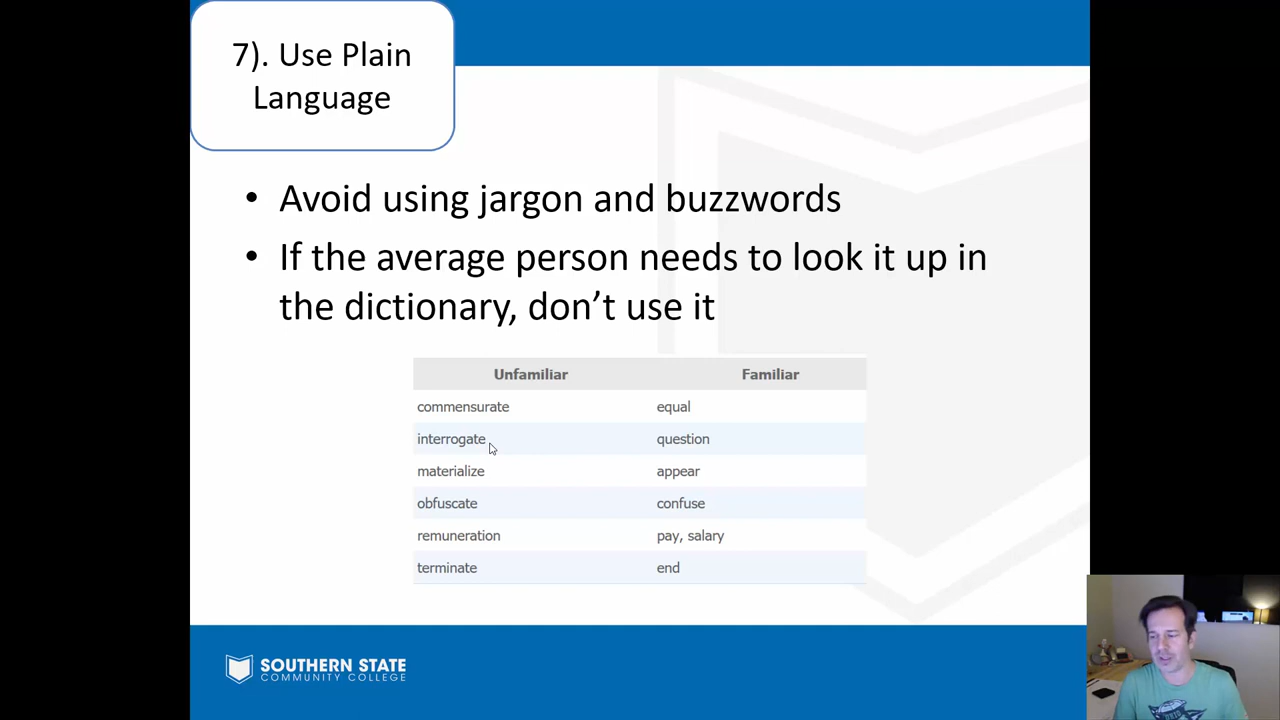 7). Use Plain
Language
• Avoid using jargon and buzzwords
• If the average person needs to look it up in
the dictionary, don’t use it
Unfamiliar Familiar
commensurate equal
interrogate question
materialize appear
obfuscate confuse
remuneration pay, salary
terminate end
SOUTHERN STATE
COMMUNITY COLLEGE